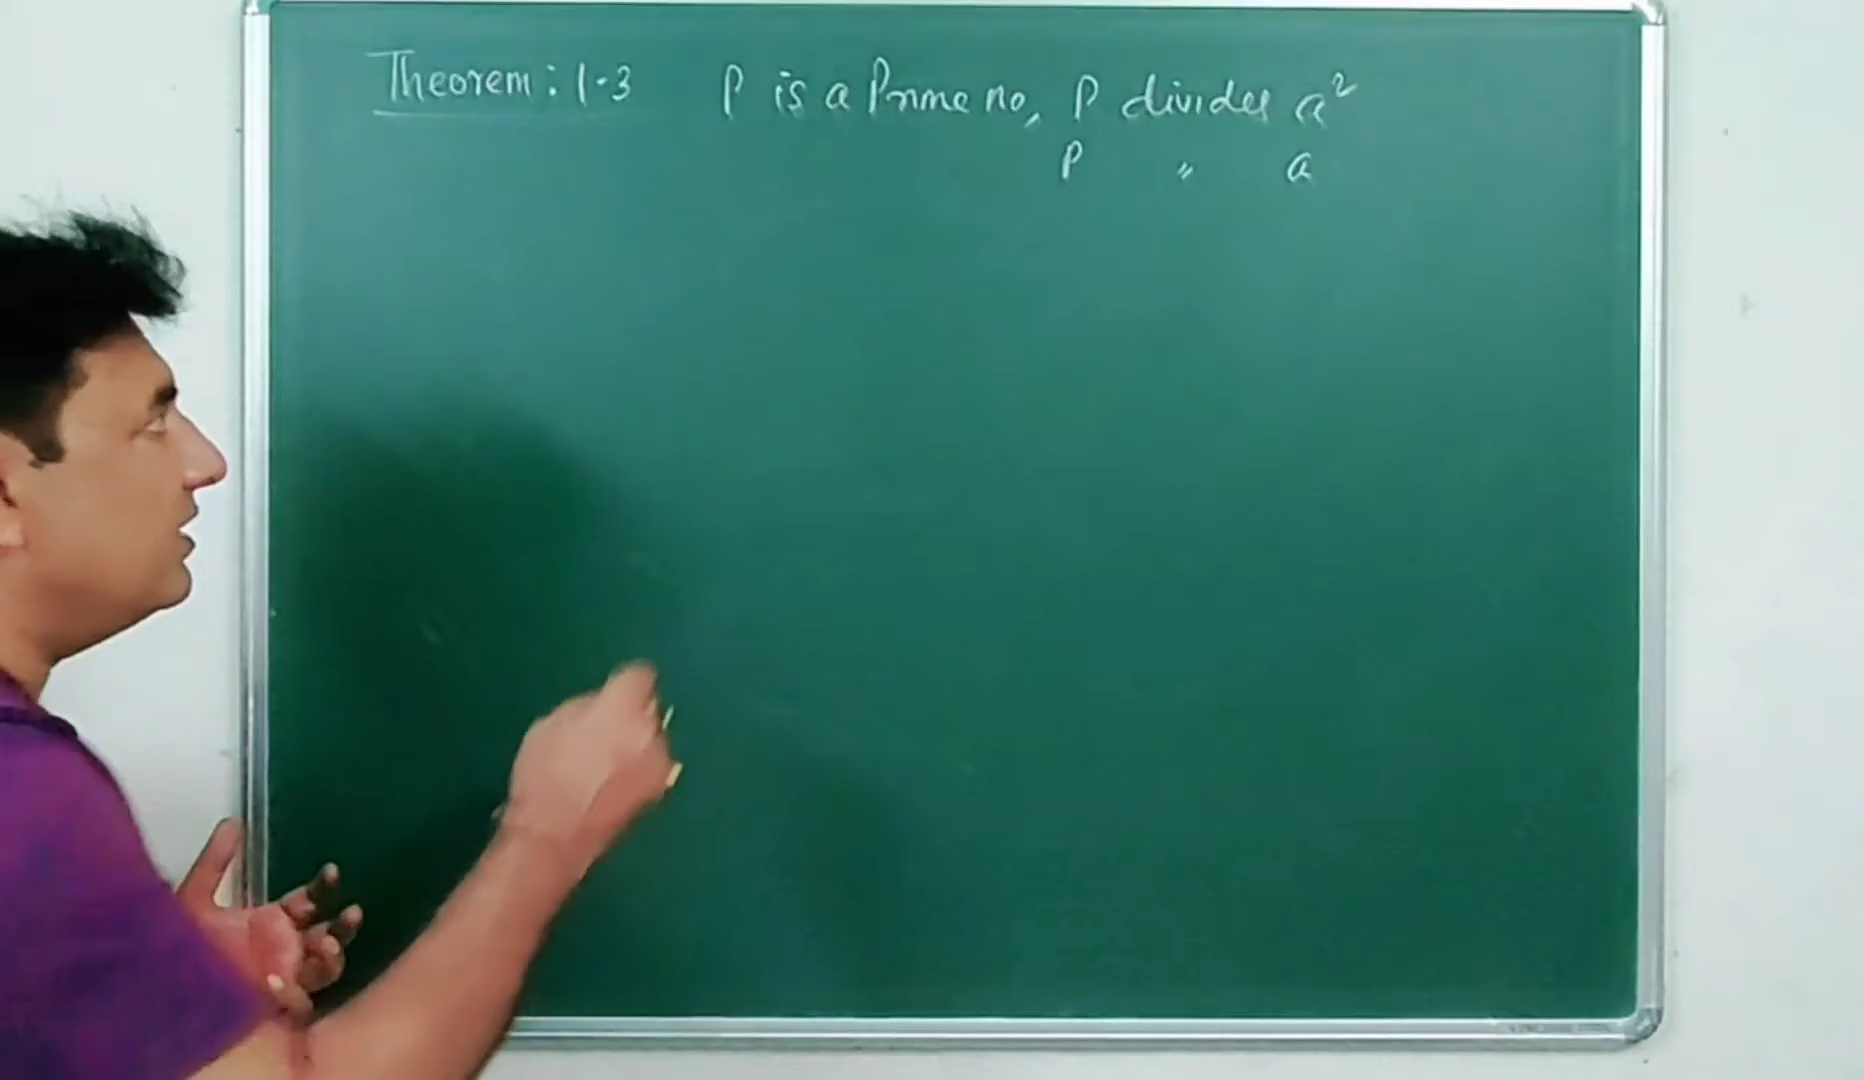 Theorem : 1.3 P is a Prime no, P divides a²
P " a